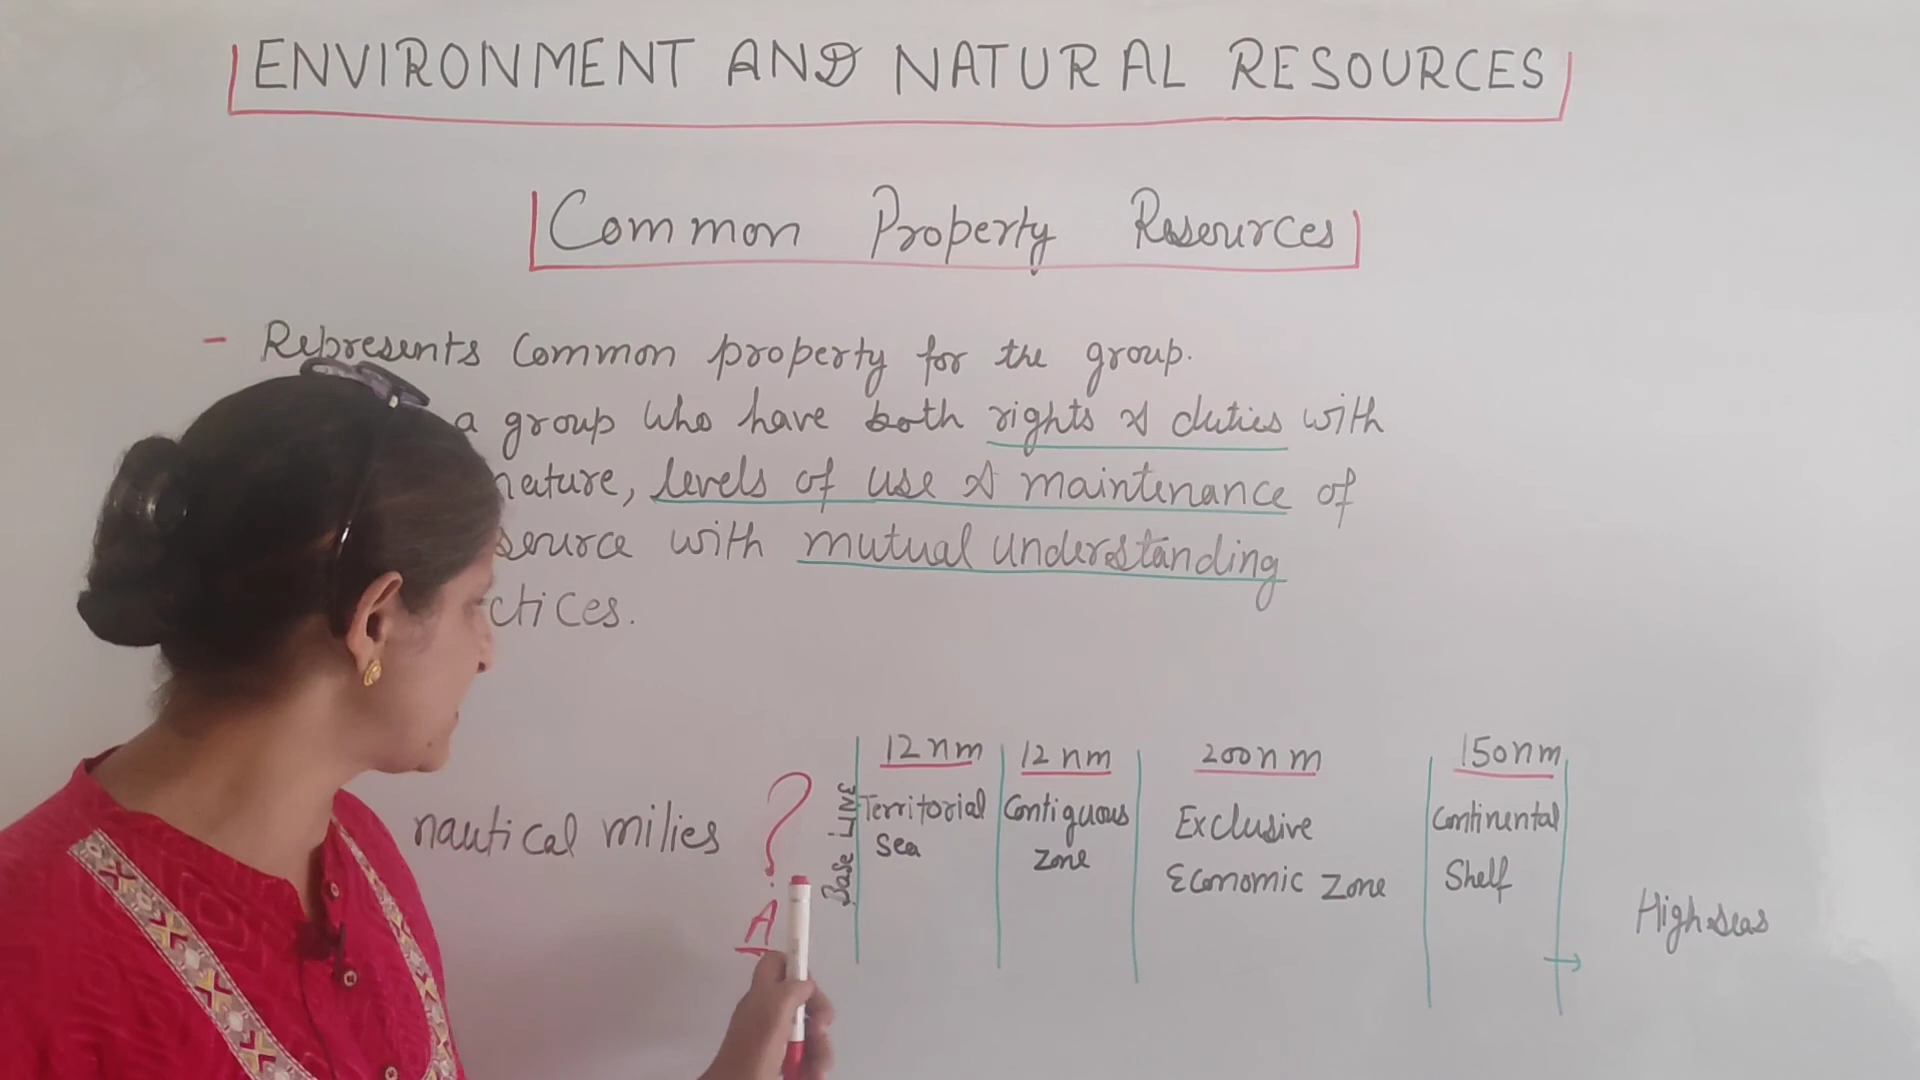 ENVIRONMENT AND NATURAL RESOURCES
Common Property Resources
- Represents Common property for the group.
a group who have both rights & duties with
nature, levels of use & maintenance of
source with mutual understanding
ctices.
12 nm 12 nm 200 nm 150 nm
Base LINE
Territorial Sea
Contiguous Zone
Exclusive Economic Zone
Continental Shelf
High seas
nautical milies ?
A